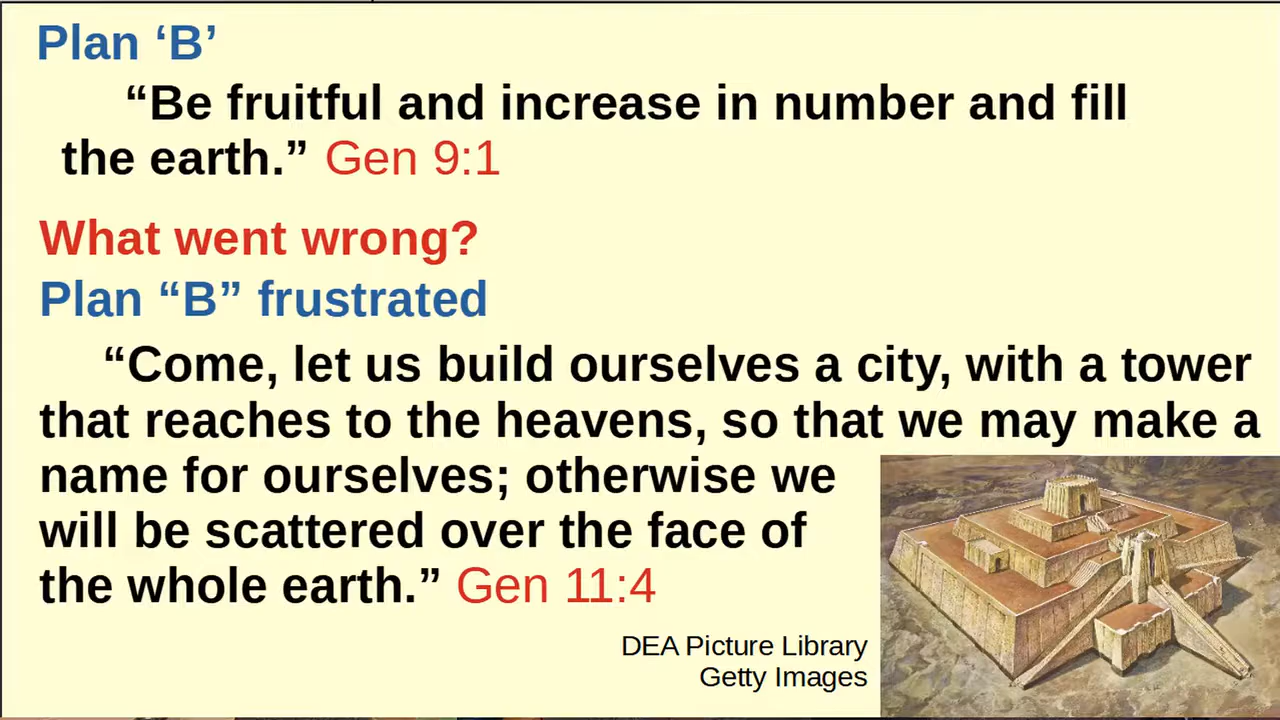 Plan ‘B’
“Be fruitful and increase in number and fill
the earth.” Gen 9:1
What went wrong?
Plan “B” frustrated
“Come, let us build ourselves a city, with a tower
that reaches to the heavens, so that we may make a
name for ourselves; otherwise we
will be scattered over the face of
the whole earth.” Gen 11:4
DEA Picture Library
Getty Images